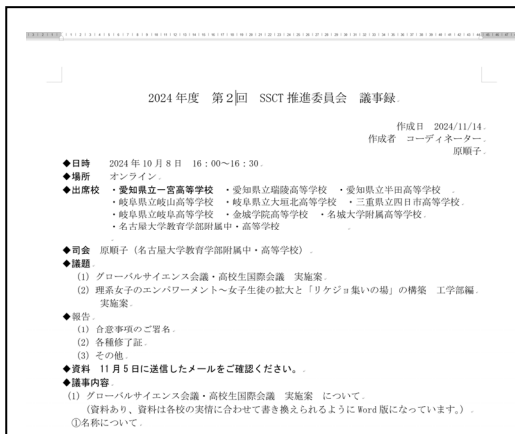 2024 年度　第２回　SSCT 推進委員会　議事録
作成日　2024/11/14
作成者　コーディネーター
原順子
◆日時　2024 年 10 月 8 日　16：00～16：30
◆場所　オンライン
◆出席校　・愛知県立一宮高等学校　・愛知県立瑞陵高等学校　・愛知県立半田高等学校
・岐阜県立岐山高等学校　・岐阜県立大垣北高等学校　・三重県立四日市高等学校
・岐阜県立岐阜高等学校　・金城学院高等学校　・名城大学附属高等学校
・名古屋大学教育学部附属中・高等学校
◆司会　原順子（名古屋大学教育学部附属中・高等学校）
◆議題
(1) グローバルサイエンス会議・高校生国際会議　実施案
(2) 理系女子のエンパワーメント～女子生徒の拡大と「リケジョ集いの場」の構築　工学部編
実施案
◆報告
(1) 合意事項のご署名
(2) 各種修了証
(3) その他
◆資料　11 月 5 日に送信したメールをご確認ください。
◆議事内容
(1) グローバルサイエンス会議・高校生国際会議　実施案　について
（資料あり、資料は各校の実情に合わせて書き換えられるように Word 版になっています。）
①名称について